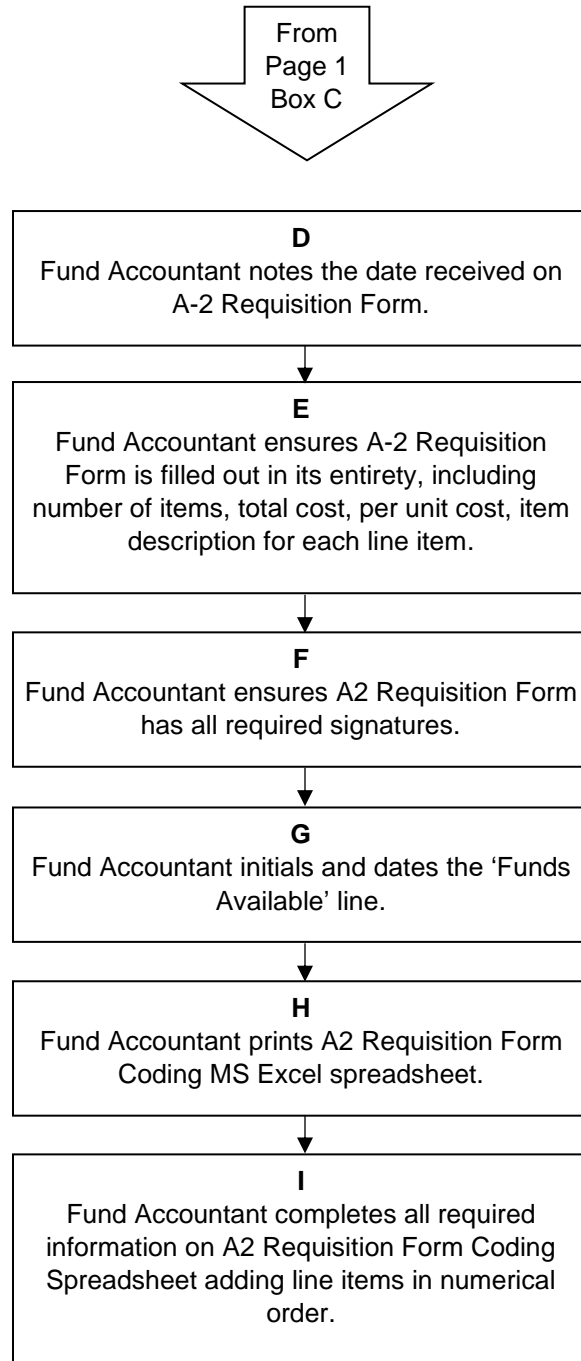 From
Page 1
Box C
D
Fund Accountant notes the date received on
A-2 Requisition Form.
E
Fund Accountant ensures A-2 Requisition
Form is filled out in its entirety, including
number of items, total cost, per unit cost, item
description for each line item.
F
Fund Accountant ensures A2 Requisition Form
has all required signatures.
G
Fund Accountant initials and dates the ‘Funds
Available’ line.
H
Fund Accountant prints A2 Requisition Form
Coding MS Excel spreadsheet.
I
Fund Accountant completes all required
information on A2 Requisition Form Coding
Spreadsheet adding line items in numerical
order.